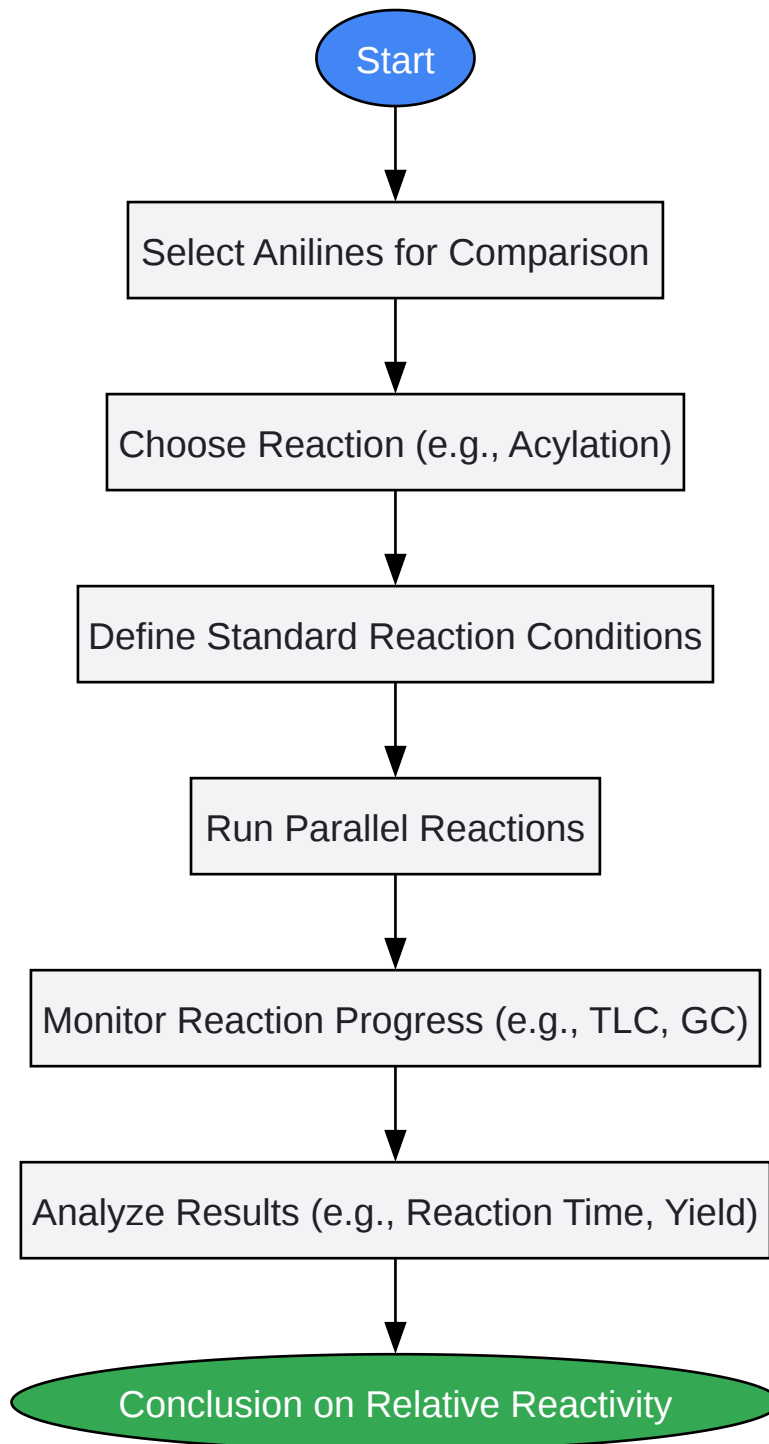 Start
Select Anilines for Comparison
Choose Reaction (e.g., Acylation)
Define Standard Reaction Conditions
Run Parallel Reactions
Monitor Reaction Progress (e.g., TLC, GC)
Analyze Results (e.g., Reaction Time, Yield)
Conclusion on Relative Reactivity